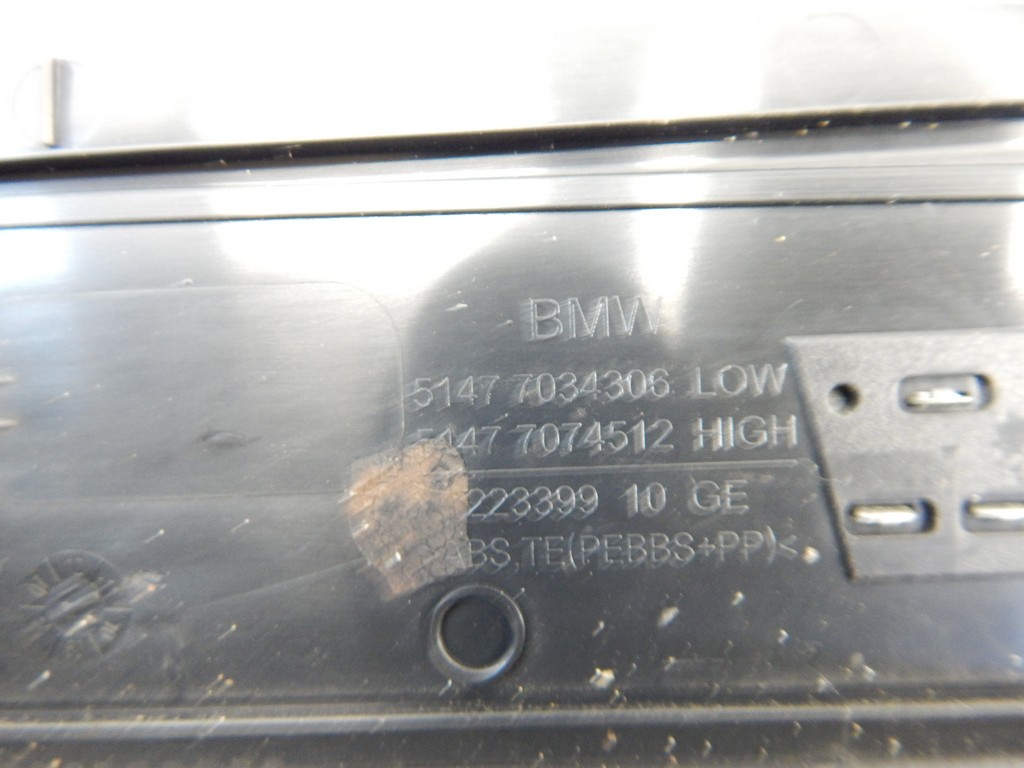 BMW
5147 7034306 LOW
5147 7074512 HIGH
223399 10 GE
>ABS,TE(PEBBS+PP)<